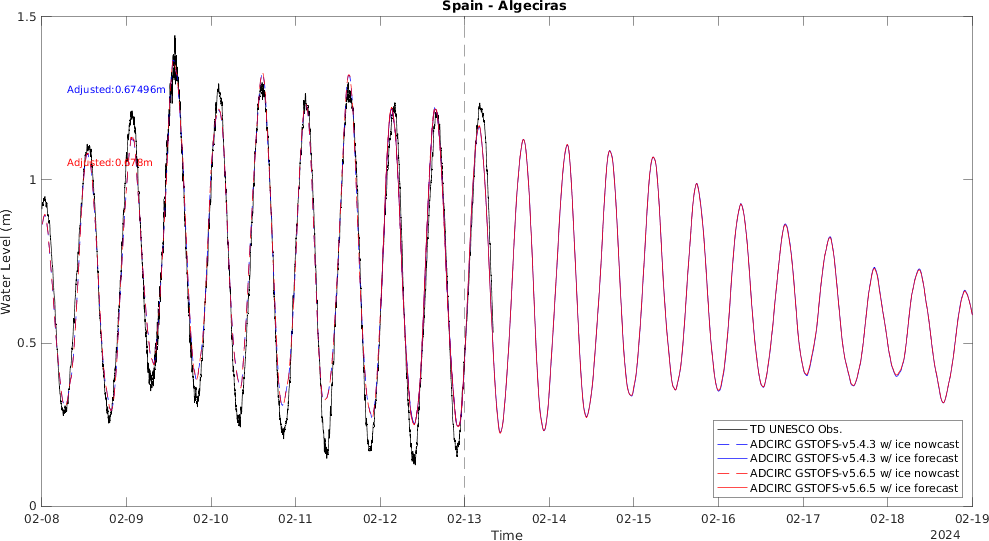 Spain - Algeciras
1.5
1
0.5
0
Water Level (m)
Adjusted:0.67496m
Adjusted:0.678m
TD UNESCO Obs.
ADCIRC GSTOFS-v5.4.3 w/ ice nowcast
ADCIRC GSTOFS-v5.4.3 w/ ice forecast
ADCIRC GSTOFS-v5.6.5 w/ ice nowcast
ADCIRC GSTOFS-v5.6.5 w/ ice forecast
02-08 02-09 02-10 02-11 02-12 02-13 02-14 02-15 02-16 02-17 02-18 02-19
Time
2024